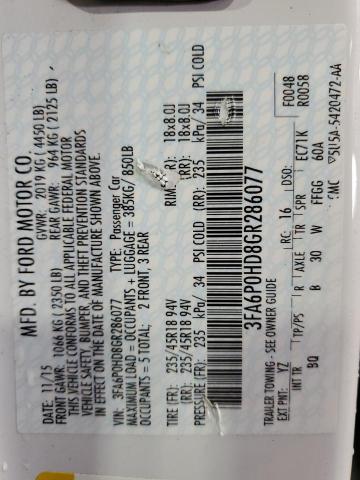 MFD. BY FORD MOTOR CO.
DATE: 11/15 GVWR: 2019 KG ( 4450 LB)
FRONT GAWR: 1066 KG ( 2350 LB) REAR GAWR: 964 KG ( 2125 LB)
THIS VEHICLE CONFORMS TO ALL APPLICABLE FEDERAL MOTOR
VEHICLE SAFETY, BUMPER, AND THEFT PREVENTION STANDARDS
IN EFFECT ON THE DATE OF MANUFACTURE SHOWN ABOVE.
VIN: 3FA6P0HD8GR286077 TYPE: Passenger Car
MAXIMUM LOAD = OCCUPANTS + LUGGAGE = 385KG/ 850LB
OCCUPANTS = 5 TOTAL; 2 FRONT, 3 REAR
TIRE (FR): 235/45R18 94V RIM (FR): 18x8.0J
(RR): 235/45R18 94V (RR): 18x8.0J
PRESSURE (FR): 235 kPa/ 34 PSI COLD (RR): 235 kPa/ 34 PSI COLD
3FA6P0HD8GR286077
TRAILER TOWING - SEE OWNER GUIDE
EXT PNT: YZ RC: 16 DSO: F0048
R0058
INT TR TP/PS R AXLE TR SPR EC71K
BQ B 30 W FFGG 60A
FMC 5U5A-5420472-AA